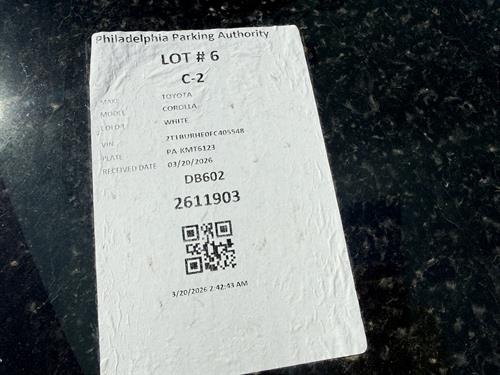 Philadelphia Parking Authority
LOT # 6
C-2
MAKE TOYOTA
MODEL COROLLA
COLOR WHITE
VIN 2T1BURHE0FC405548
PLATE PA-KMT6123
RECEIVED DATE 03/20/2026
DB602
2611903
3/20/2026 2:42:43 AM